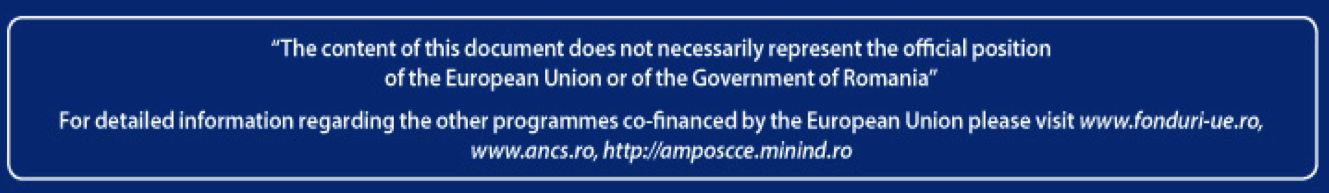 “The content of this document does not necessarily represent the official position
of the European Union or of the Government of Romania”
For detailed information regarding the other programmes co-financed by the European Union please visit www.fonduri-ue.ro,
www.ancs.ro, http://amposcce.minind.ro